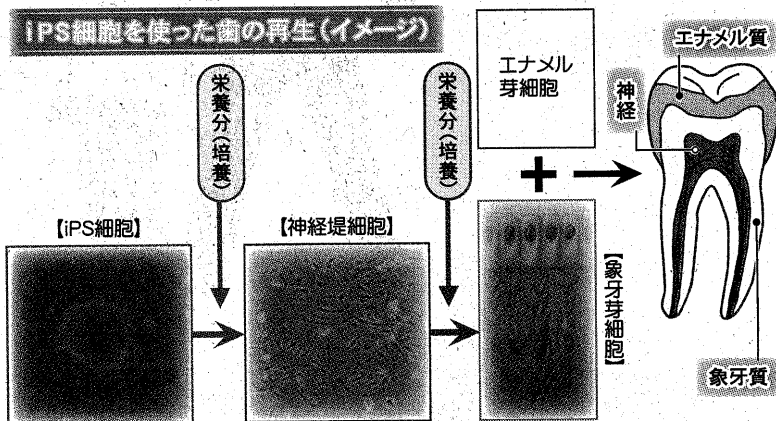 iPS細胞を使った歯の再生(イメージ)
栄養分(培養)
栄養分(培養)
【iPS細胞】
【神経堤細胞】
エナメル
芽細胞
+
【象牙芽細胞】
エナメル質
神経
象牙質